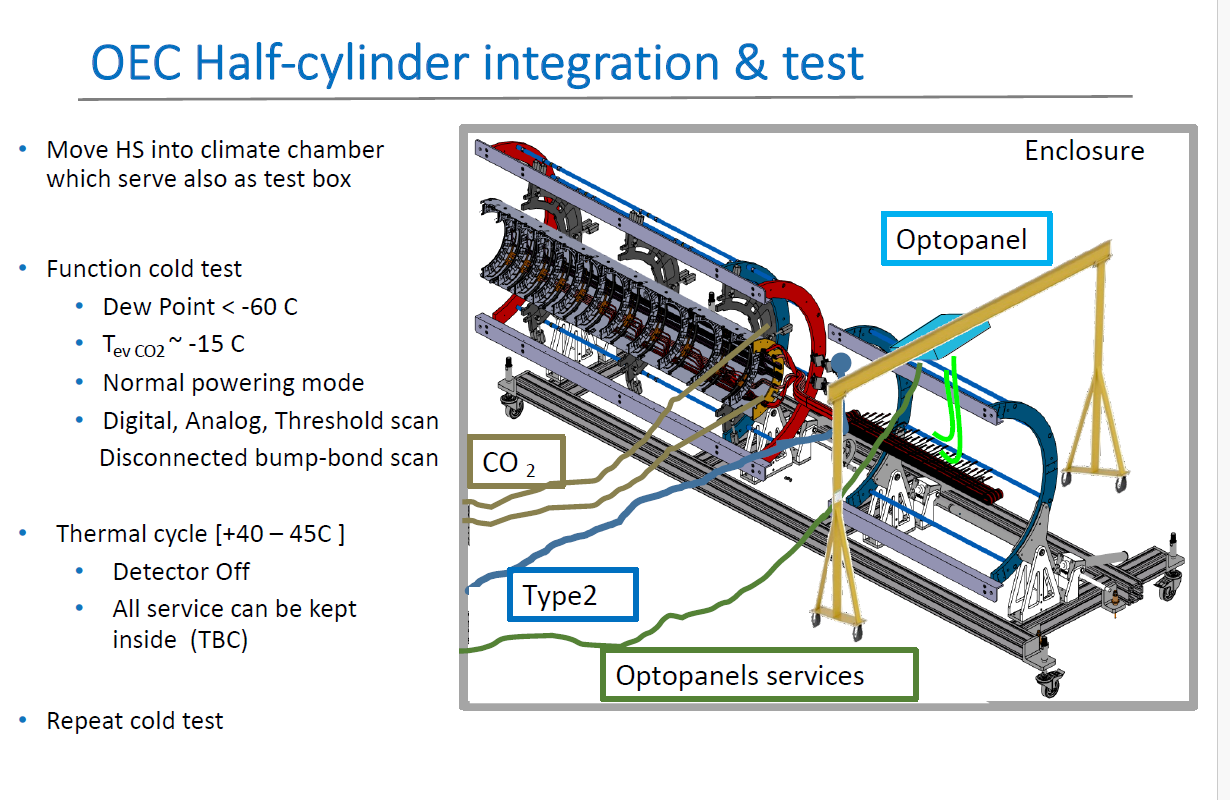 OEC Half-cylinder integration & test
• Move HS into climate chamber
which serve also as test box
• Function cold test
• Dew Point < -60 C
• Tev CO2 ~ -15 C
• Normal powering mode
• Digital, Analog, Threshold scan
Disconnected bump-bond scan
• Thermal cycle [+40 – 45C ]
• Detector Off
• All service can be kept
inside (TBC)
• Repeat cold test
Enclosure
Optopanel
CO 2
Type2
Optopanels services